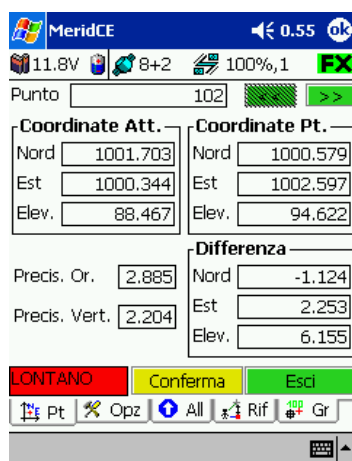 MeridCE 0.55 ok
11.8V 8+2 100%,1 FX
Punto 102 << >>
Coordinate Att. Coordinate Pt.
Nord 1001.703 Nord 1000.579
Est 1000.344 Est 1002.597
Elev. 88.467 Elev. 94.622
Differenza
Precis. Or. 2.885 Nord -1.124
Precis. Vert. 2.204 Est 2.253
Elev. 6.155
LONTANO Conferma Esci
Pt Opz All Rif Gr